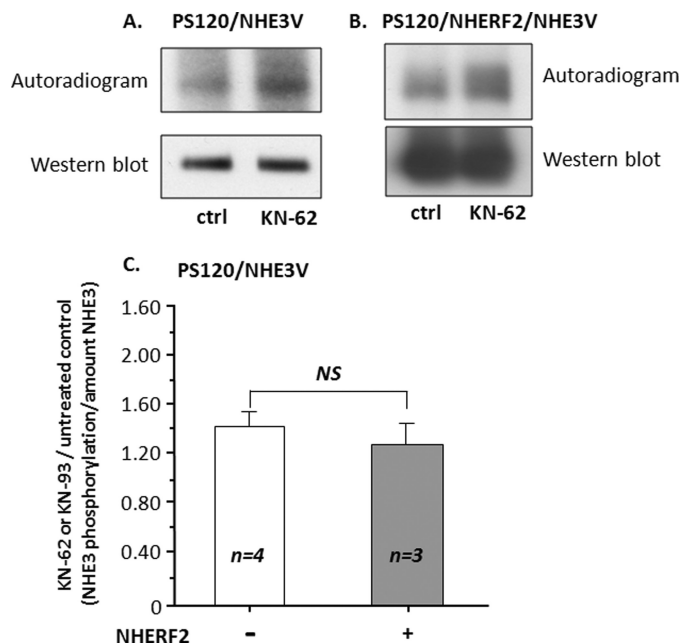 A. PS120/NHE3V
Autoradiogram
Western blot
ctrl KN-62
B. PS120/NHERF2/NHE3V
Autoradiogram
Western blot
ctrl KN-62
C. PS120/NHE3V
KN-62 or KN-93 / untreated control
(NHE3 phosphorylation/amount NHE3)
1.60
2.00
1.60
1.20
0.80
0.40
0
NS
n=4
n=3
NHERF2 - +